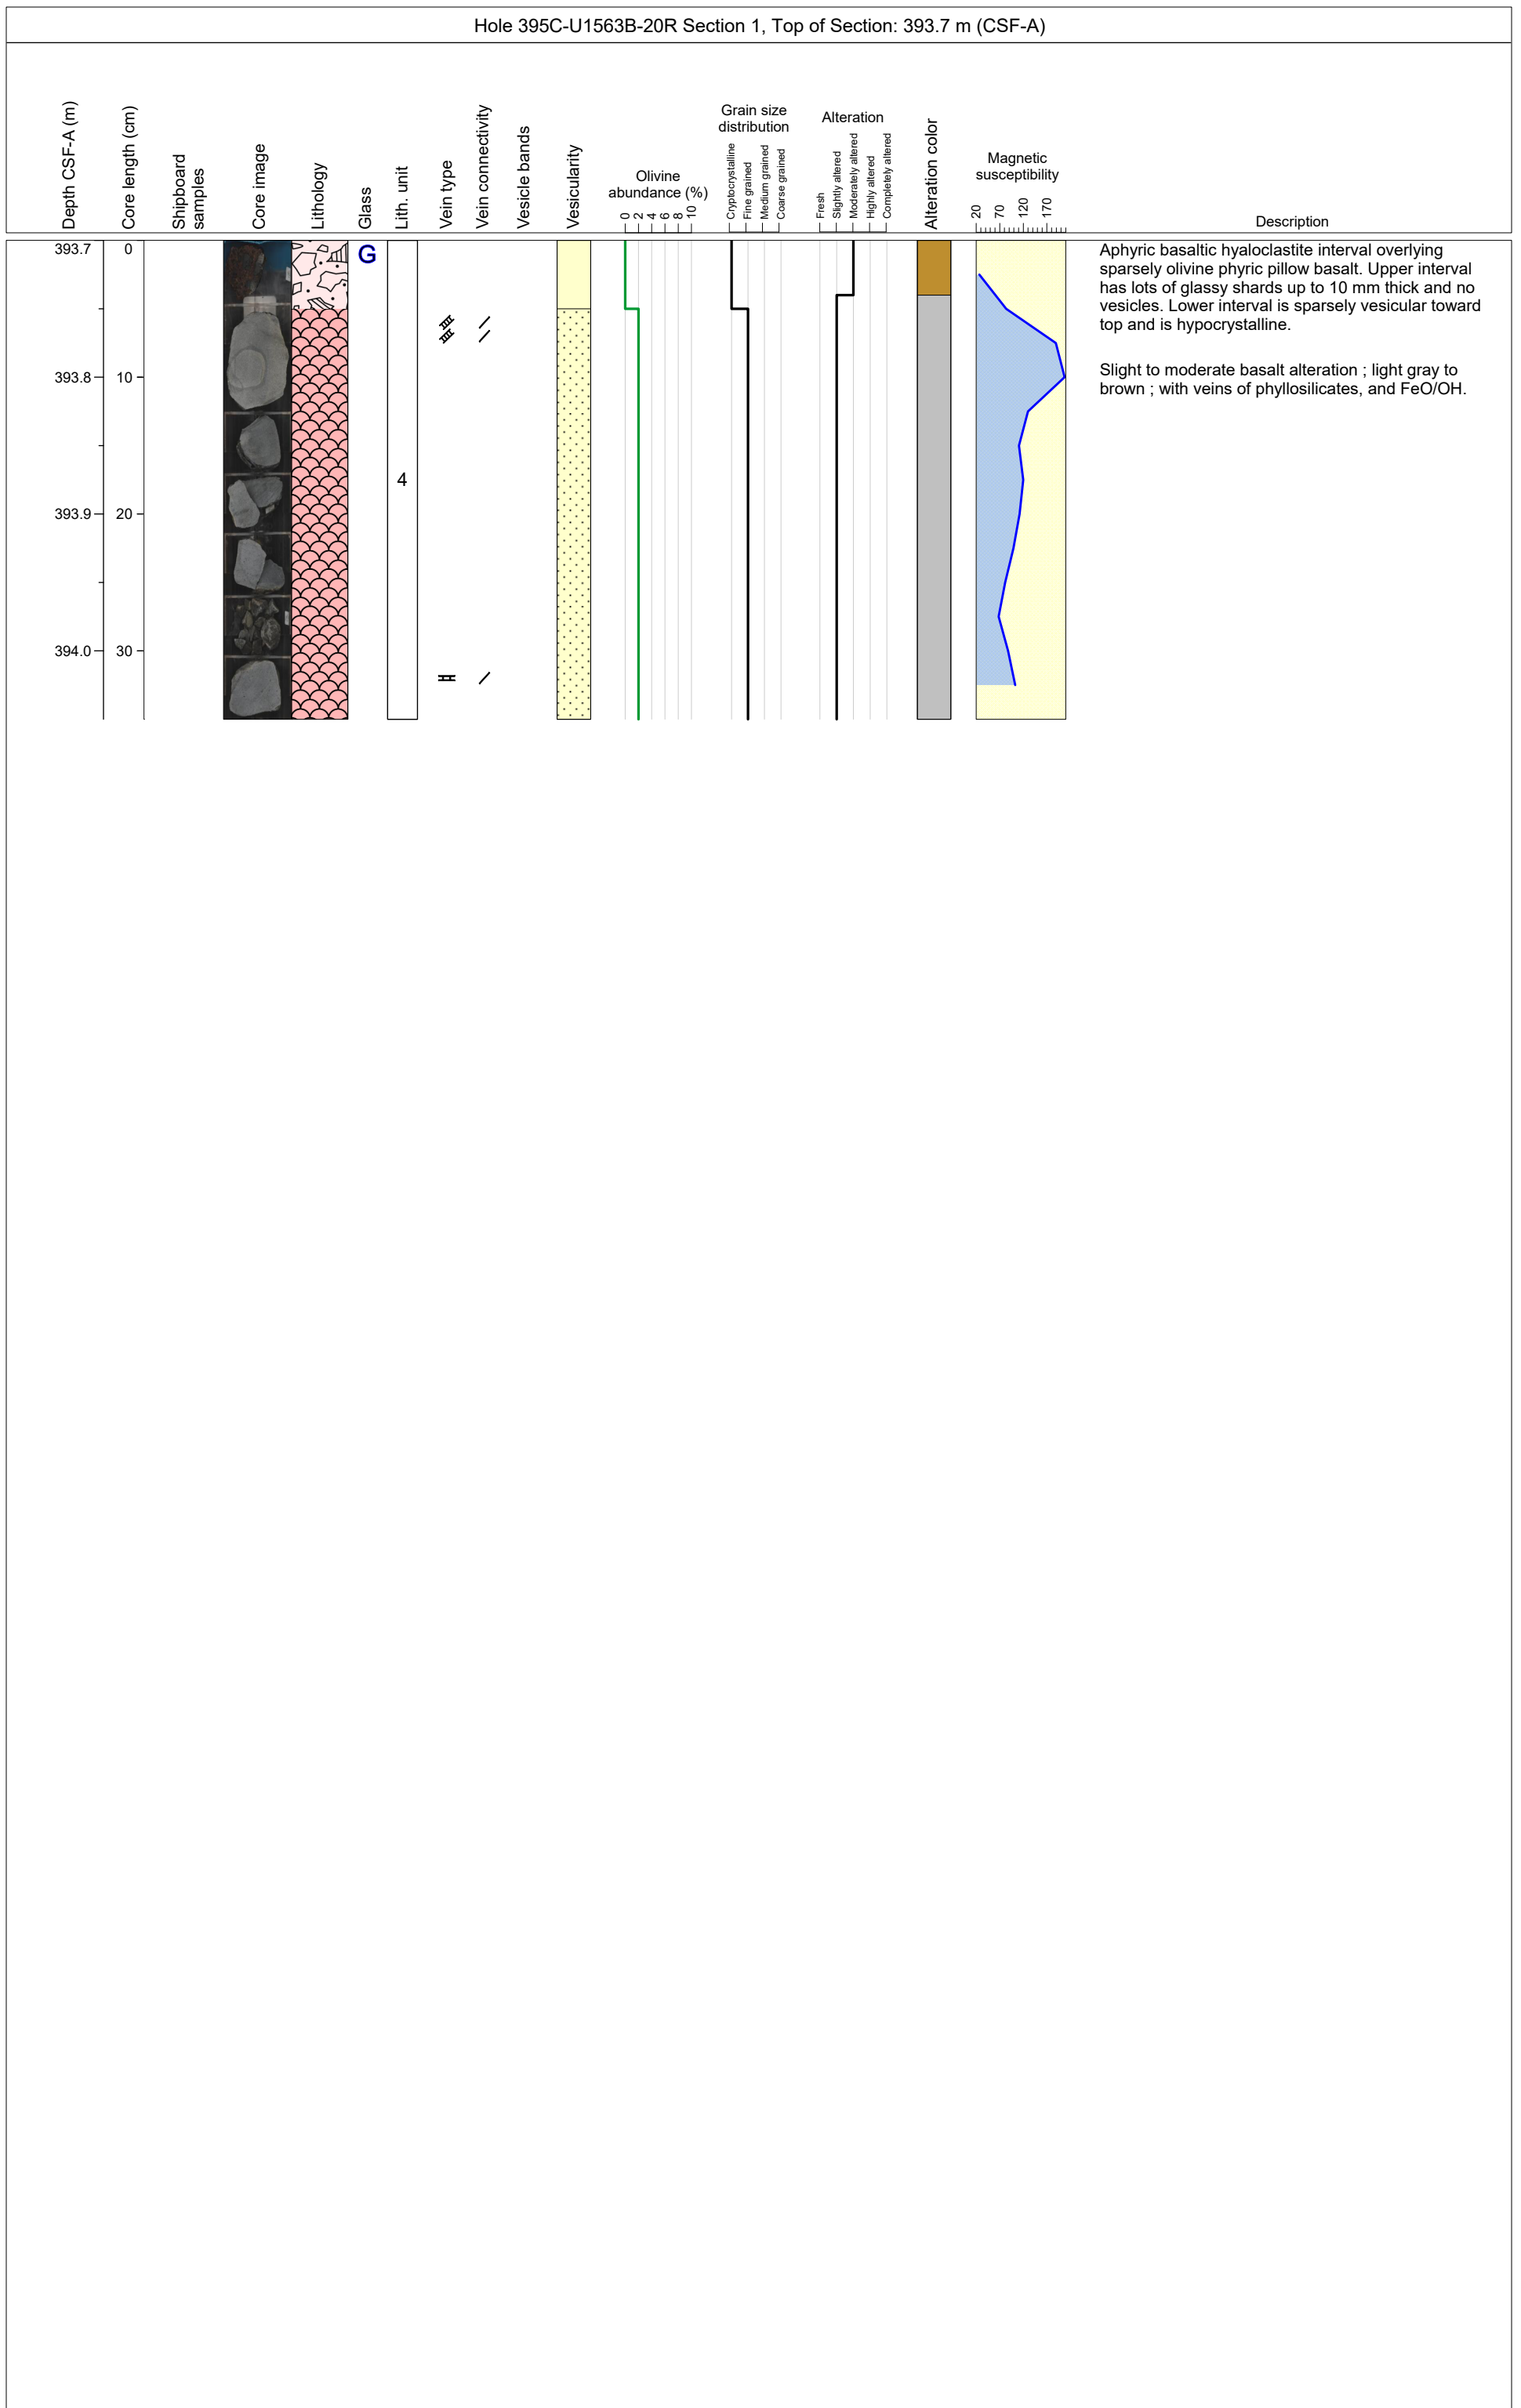 Hole 395C-U1563B-20R Section 1, Top of Section: 393.7 m (CSF-A)
Depth CSF-A (m)
Core length (cm)
Shipboard
samples
Core image
Lithology
Glass
Lith. unit
Vein type
Vein connectivity
Vesicle bands
Vesicularity
Olivine
abundance (%)
0 2 4 6 8 10
Grain size
distribution
Cryptocrystalline
Fine grained
Medium grained
Coarse grained
Alteration
Fresh
Slightly altered
Moderately altered
Highly altered
Completely altered
Alteration color
Magnetic
susceptibility
20 70 120 170
Description
393.7 0
393.8 10
393.9 20
394.0 30
G
4
Aphyric basaltic hyaloclastite interval overlying
sparsely olivine phyric pillow basalt. Upper interval
has lots of glassy shards up to 10 mm thick and no
vesicles. Lower interval is sparsely vesicular toward
top and is hypocrystalline.
Slight to moderate basalt alteration ; light gray to
brown ; with veins of phyllosilicates, and FeO/OH.